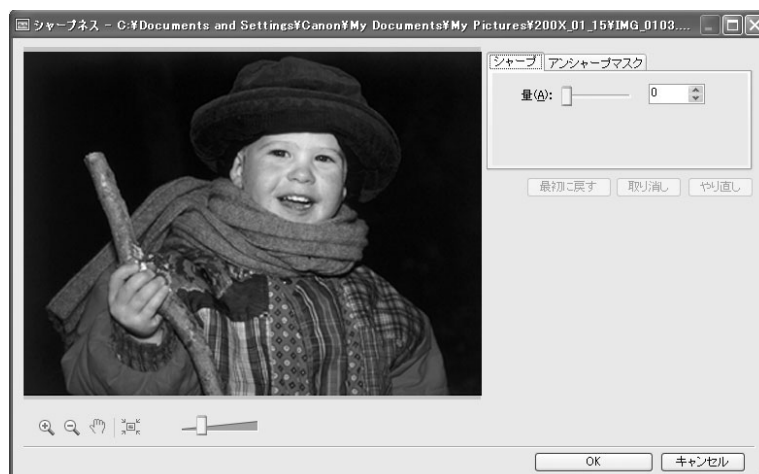 シャープネス - C:¥Documents and Settings¥Canon¥My Documents¥My Pictures¥200X_01_15¥IMG_0103....
シャープ アンシャープマスク
量(A): 0
最初に戻す 取り消し やり直し
OK キャンセル